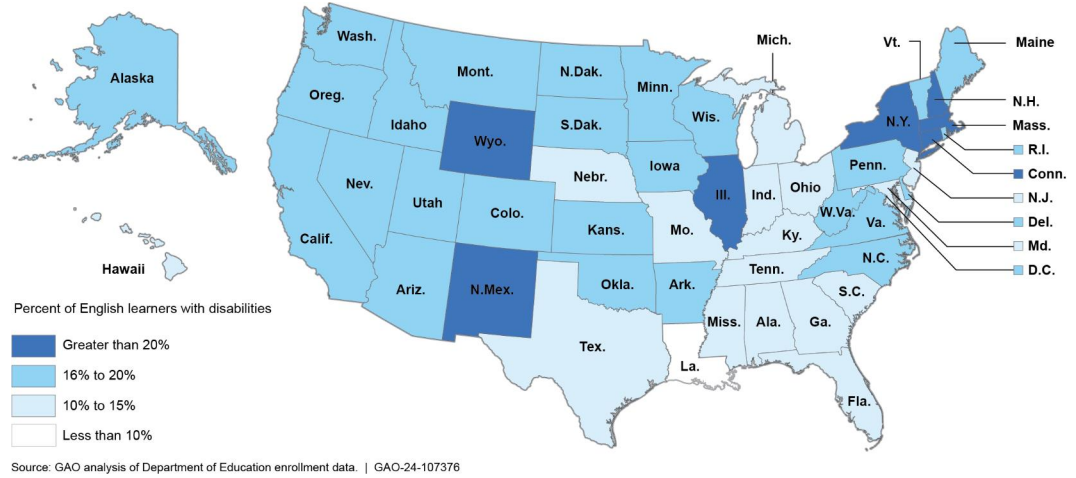 Mich.
Vt.
Maine
Wash.
Alaska
Mont.
N.Dak.
Minn.
Oreg.
N.H.
Idaho
Wyo.
S.Dak.
Wis.
N.Y.
Mass.
R.I.
Iowa
Penn.
Conn.
Nebr.
Nev.
Utah
Colo.
Ill.
Ind.
Ohio
N.J.
W.Va.
Va.
Del.
Calif.
Kans.
Mo.
Ky.
Md.
N.C.
D.C.
Hawaii
Tenn.
Ariz.
N.Mex.
Okla.
Ark.
S.C.
Percent of English learners with disabilities
Miss.
Ala.
Ga.
Greater than 20%
Tex.
La.
16% to 20%
Fla.
10% to 15%
Less than 10%
Source: GAO analysis of Department of Education enrollment data. | GAO-24-107376